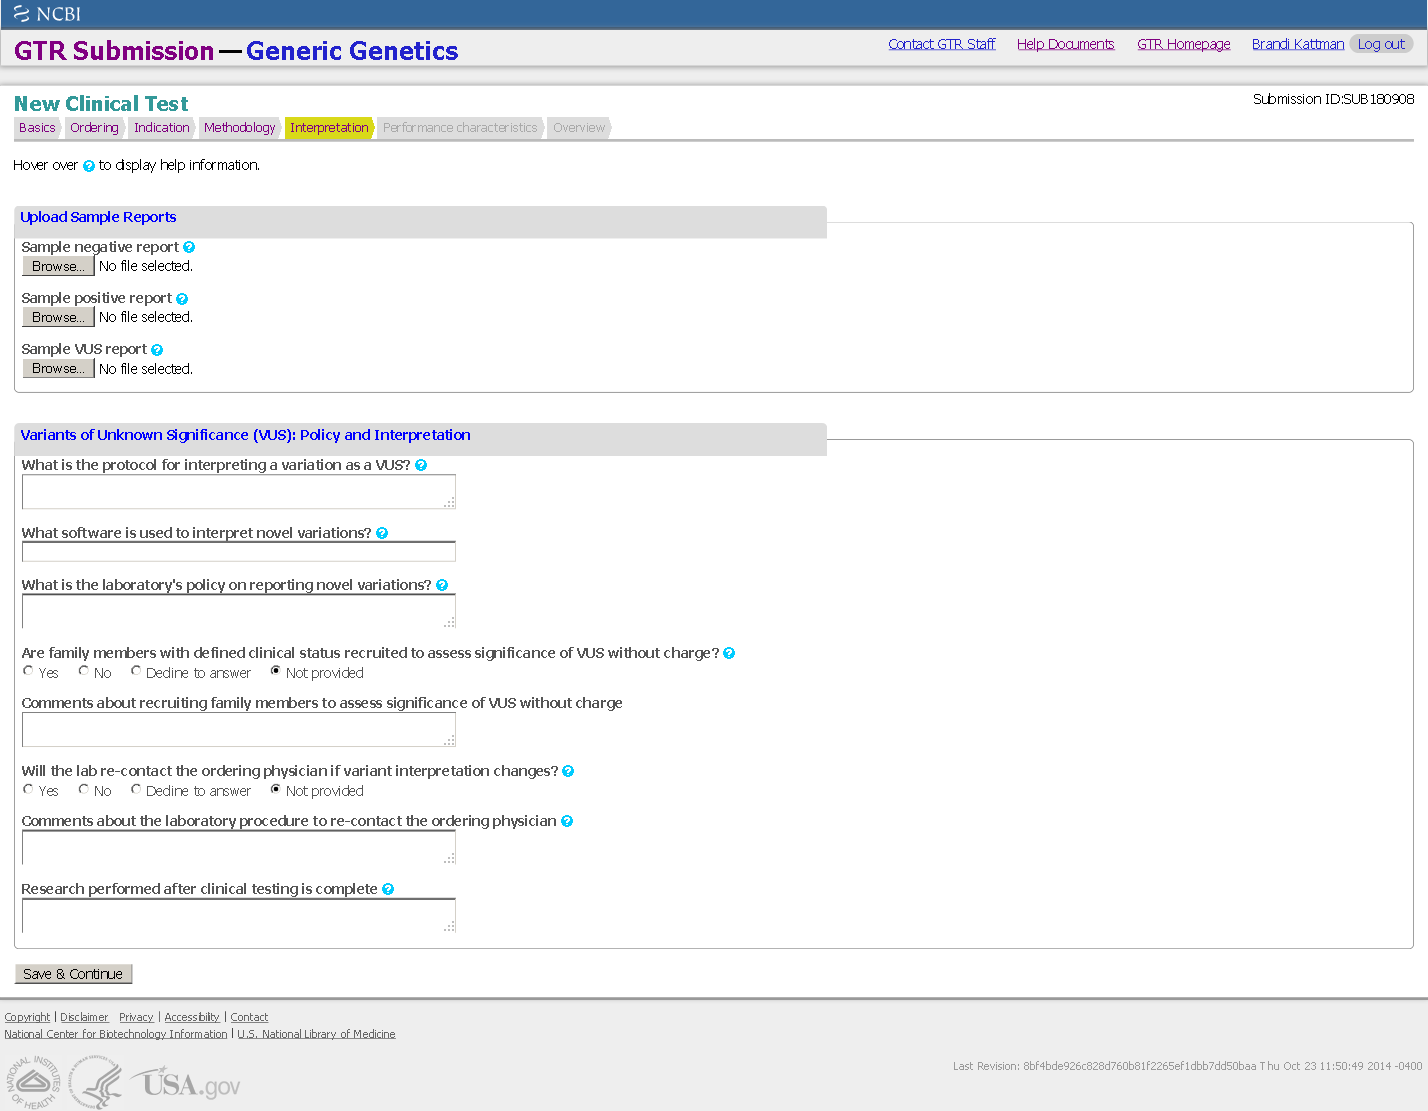 NCBI
GTR Submission — Generic Genetics
Contact GTR Staff Help Documents GTR Homepage Brandi Kattman Log out
New Clinical Test
Submission ID:SUB180908
Basics Ordering Indication Methodology Interpretation Performance characteristics Overview
Hover over ? to display help information.
Upload Sample Reports
Sample negative report ?
Browse... No file selected.
Sample positive report ?
Browse... No file selected.
Sample VUS report ?
Browse... No file selected.
Variants of Unknown Significance (VUS): Policy and Interpretation
What is the protocol for interpreting a variation as a VUS? ?
What software is used to interpret novel variations? ?
What is the laboratory's policy on reporting novel variations? ?
Are family members with defined clinical status recruited to assess significance of VUS without charge? ?
Yes No Decline to answer Not provided
Comments about recruiting family members to assess significance of VUS without charge
Will the lab re-contact the ordering physician if variant interpretation changes? ?
Yes No Decline to answer Not provided
Comments about the laboratory procedure to re-contact the ordering physician ?
Research performed after clinical testing is complete ?
Save & Continue
Copyright | Disclaimer Privacy | Accessibility | Contact
National Center for Biotechnology Information | U.S. National Library of Medicine
Last Revision: 8bf4bde926c828d760b81f2265ef1dbb7dd50baa Thu Oct 23 11:50:49 2014 -0400
NATIONAL INSTITUTES OF HEALTH
USA.gov